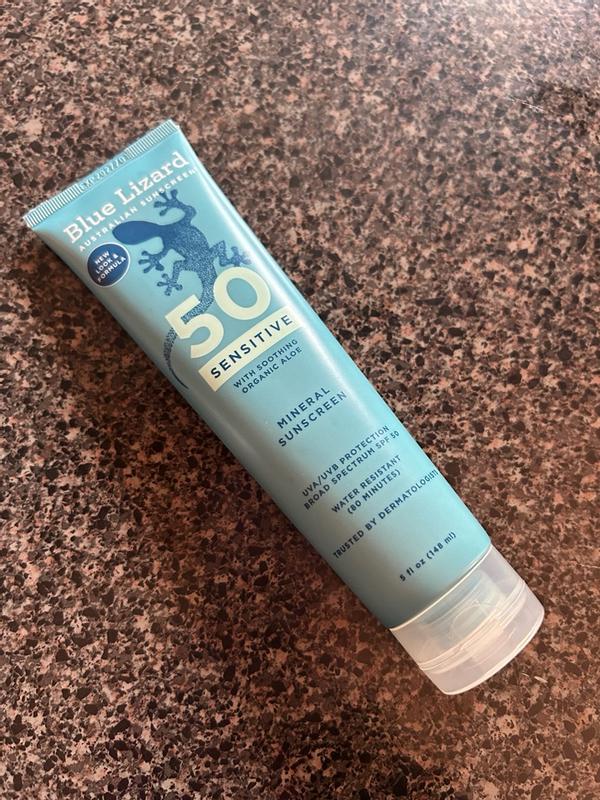 Blue Lizard
AUSTRALIAN SUNSCREEN
NEW
LOOK &
FORMULA
50
SENSITIVE
WITH SOOTHING
ORGANIC ALOE
MINERAL
SUNSCREEN
UVA/UVB PROTECTION
BROAD SPECTRUM SPF 50
WATER RESISTANT
(80 MINUTES)
TRUSTED BY DERMATOLOGISTS
5 fl oz (148 ml)